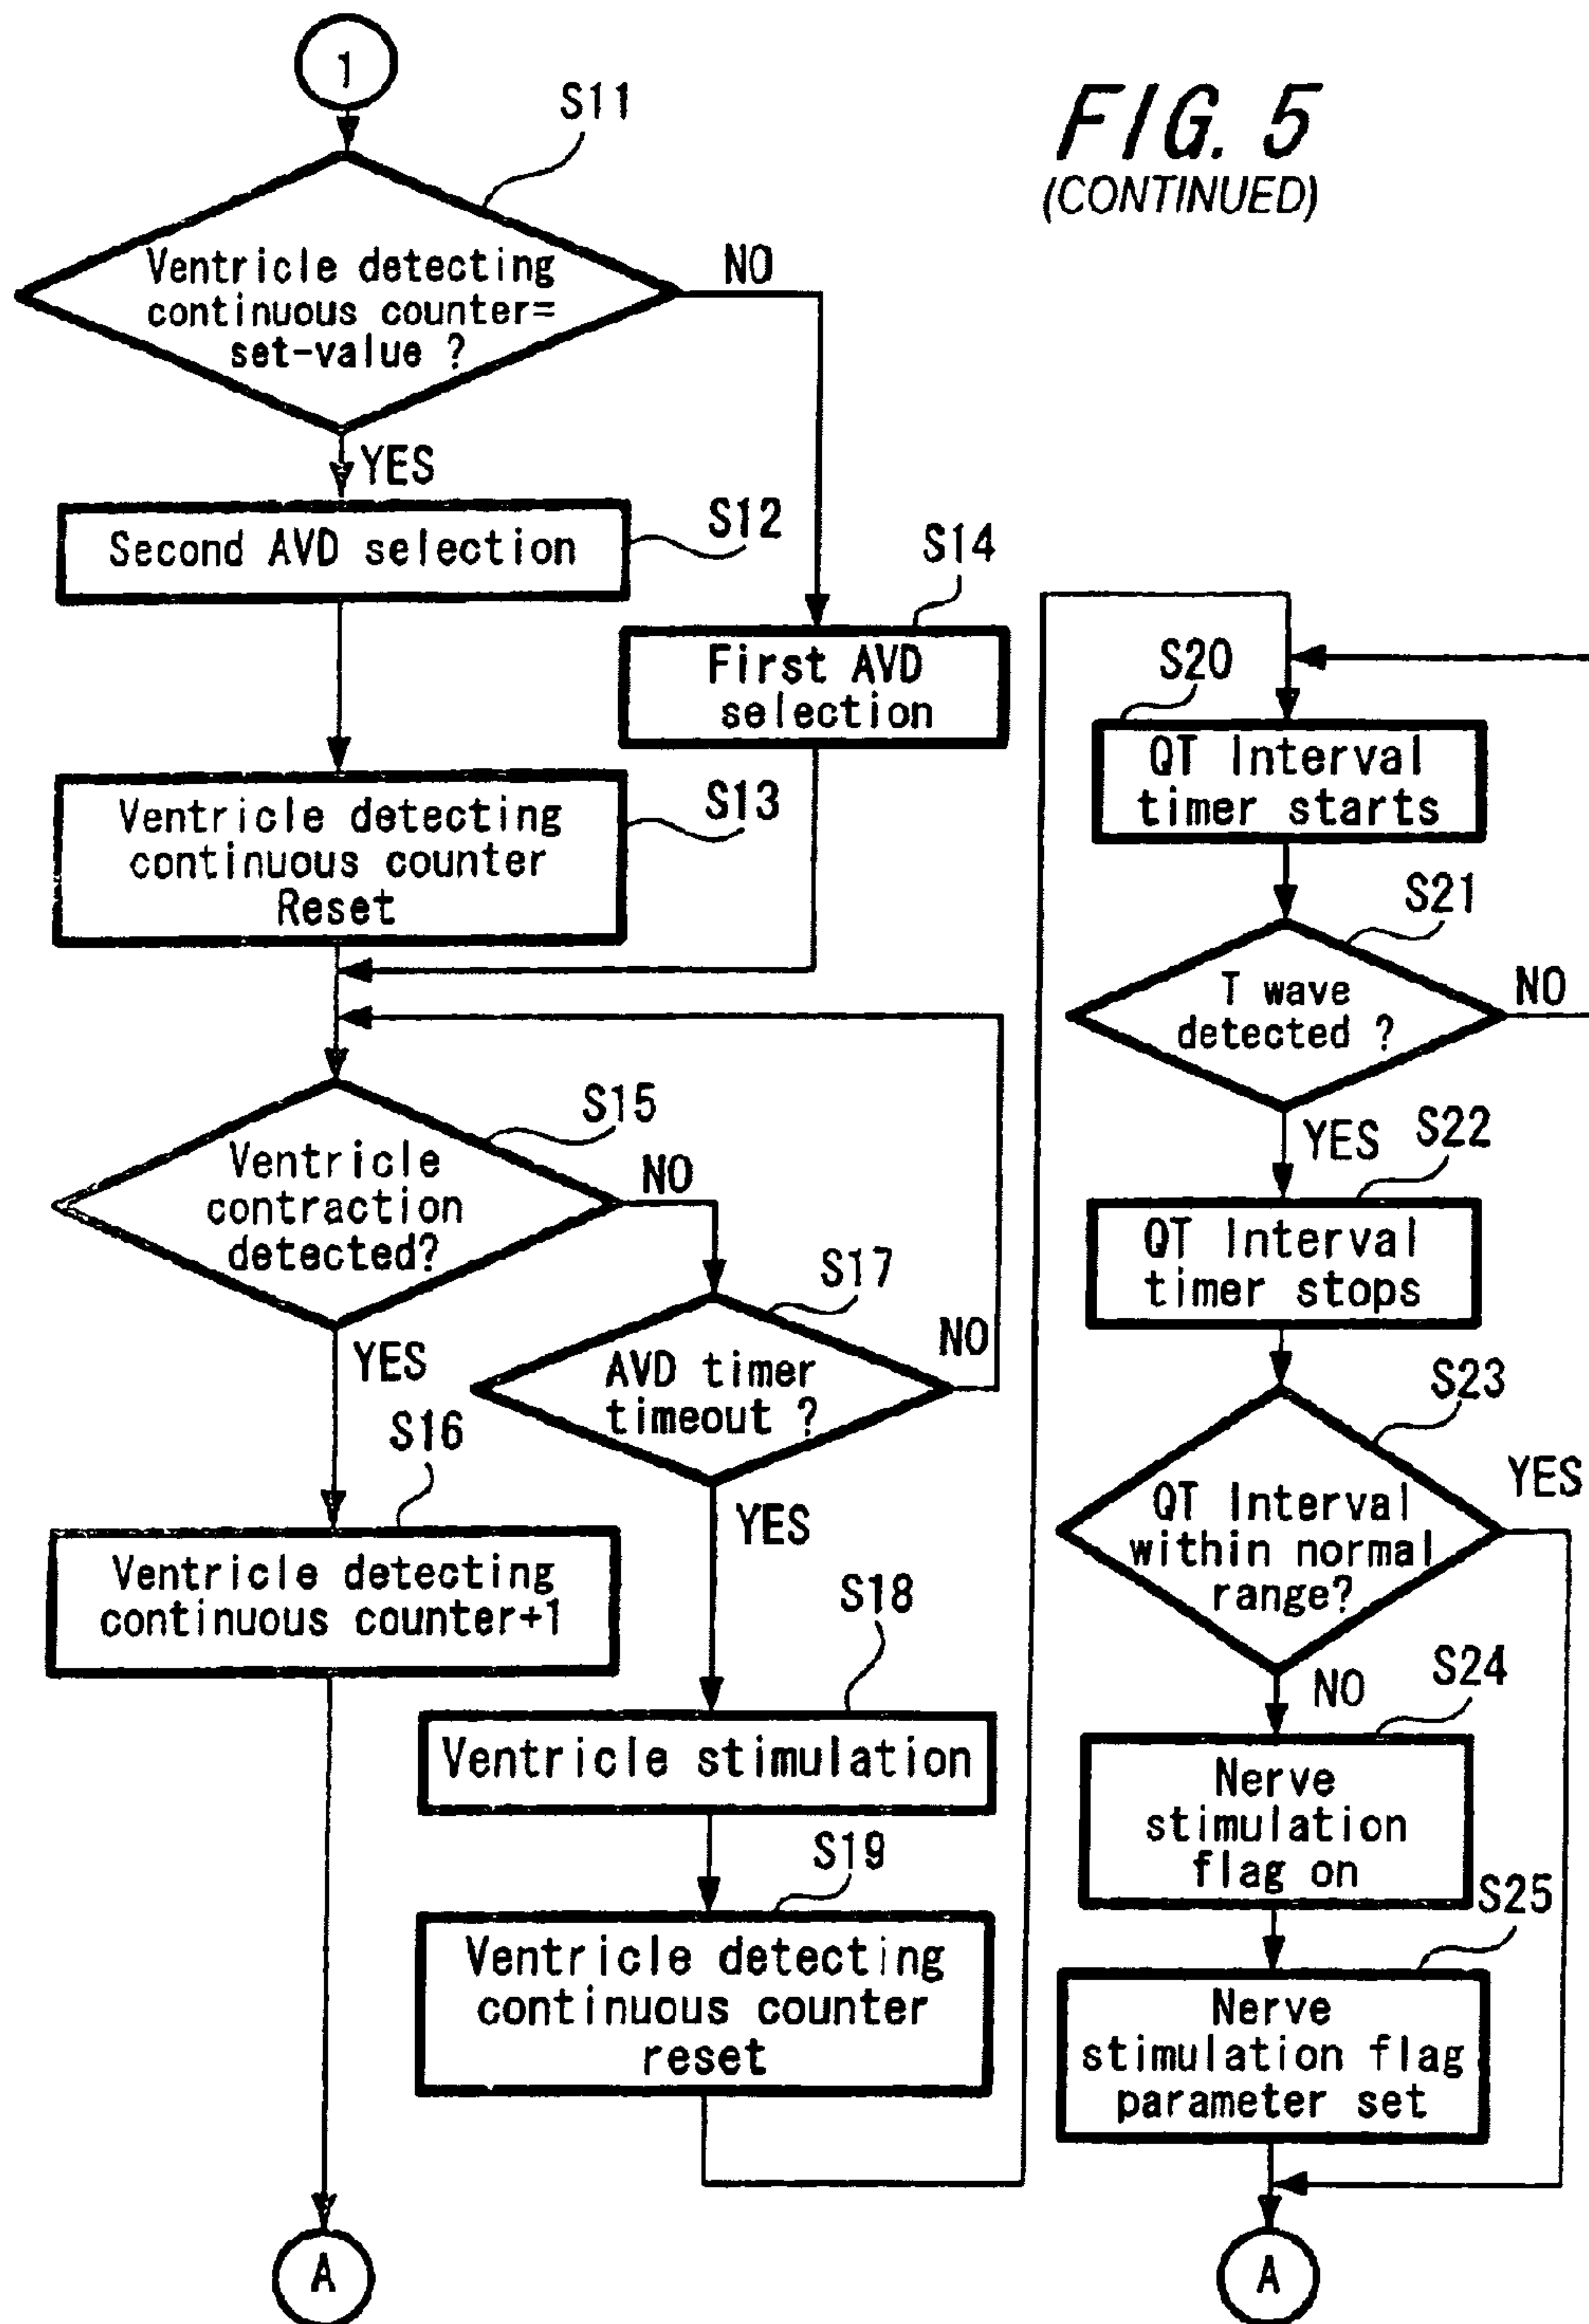 1
FIG. 5
(CONTINUED)
S11
Ventricle detecting
continuous counter=
set-value ?
NO
YES
Second AVD selection
S12
S14
First AVD
selection
Ventricle detecting
continuous counter
Reset
S13
Ventricle
contraction
detected?
S15
NO
YES
S17
AVD timer
timeout ?
NO
YES
S16
Ventricle detecting
continuous counter+1
S18
Ventricle stimulation
S19
Ventricle detecting
continuous counter
reset
A
S20
QT Interval
timer starts
S21
T wave
detected ?
NO
YES
S22
QT Interval
timer stops
S23
QT Interval
within normal
range?
YES
NO
S24
Nerve
stimulation
flag on
S25
Nerve
stimulation flag
parameter set
A